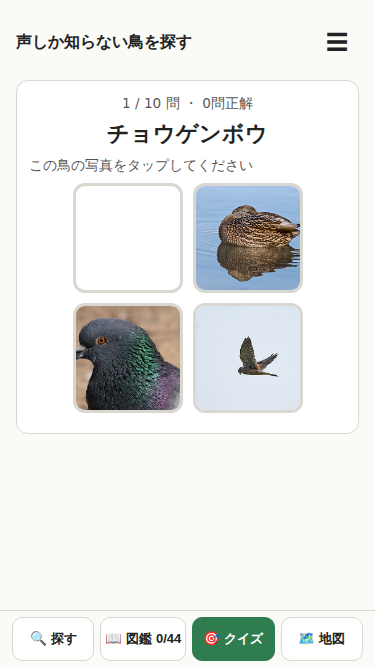 声しか知らない鳥を探す
1 / 10 問 · 0問正解
チョウゲンボウ
この鳥の写真をタップしてください
探す
図鑑 0/44
クイズ
地図